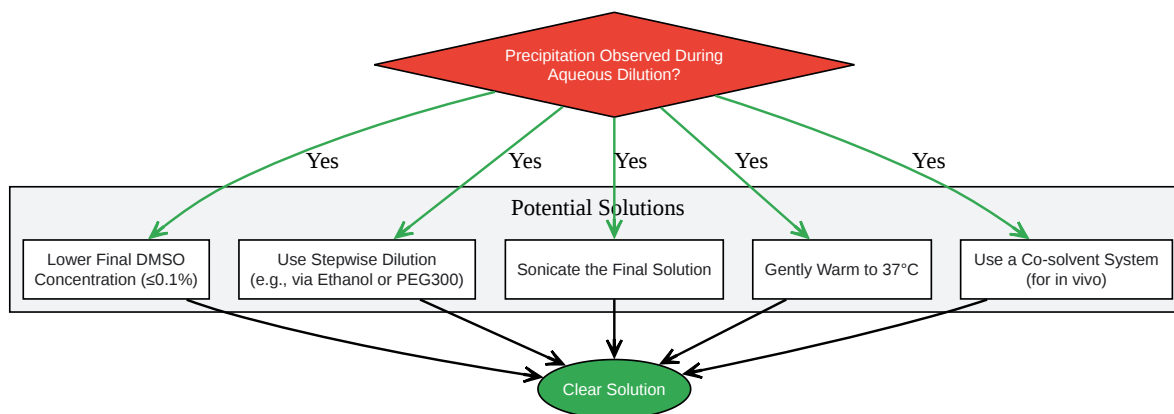 Precipitation Observed During
Aqueous Dilution?
Yes
Yes
Yes
Yes
Yes
Potential Solutions
Lower Final DMSO
Concentration (≤0.1%)
Use Stepwise Dilution
(e.g., via Ethanol or PEG300)
Sonicate the Final Solution
Gently Warm to 37°C
Use a Co-solvent System
(for in vivo)
Clear Solution